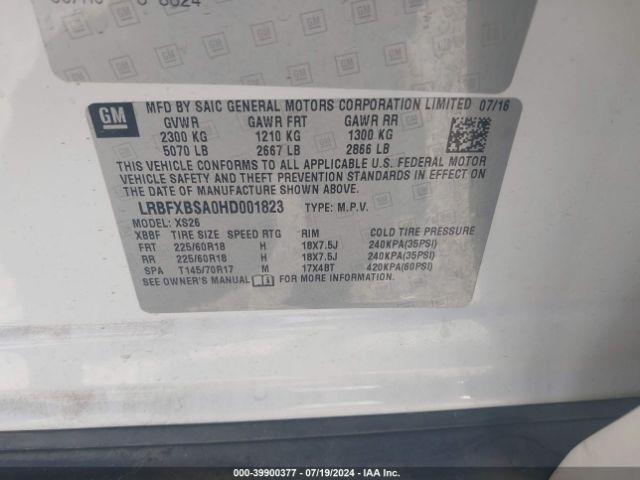 GM
MFD BY SAIC GENERAL MOTORS CORPORATION LIMITED 07/16
GVWR GAWR FRT GAWR RR
2300 KG 1210 KG 1300 KG
5070 LB 2667 LB 2866 LB
THIS VEHICLE CONFORMS TO ALL APPLICABLE U.S. FEDERAL MOTOR
VEHICLE SAFETY AND THEFT PREVENTION STANDARDS IN EFFECT
ON THE DATE OF MANUFACTURE SHOWN ABOVE.
LRBFXBSA0HD001823 TYPE: M.P.V.
MODEL: XS26
XBBF TIRE SIZE SPEED RTG RIM COLD TIRE PRESSURE
FRT 225/60R18 H 18X7.5J 240KPA(35PSI)
RR 225/60R18 H 18X7.5J 240KPA(35PSI)
SPA T145/70R17 M 17X4BT 420KPA(60PSI)
SEE OWNER'S MANUAL FOR MORE INFORMATION
000-39900377 - 07/19/2024 - IAA Inc.